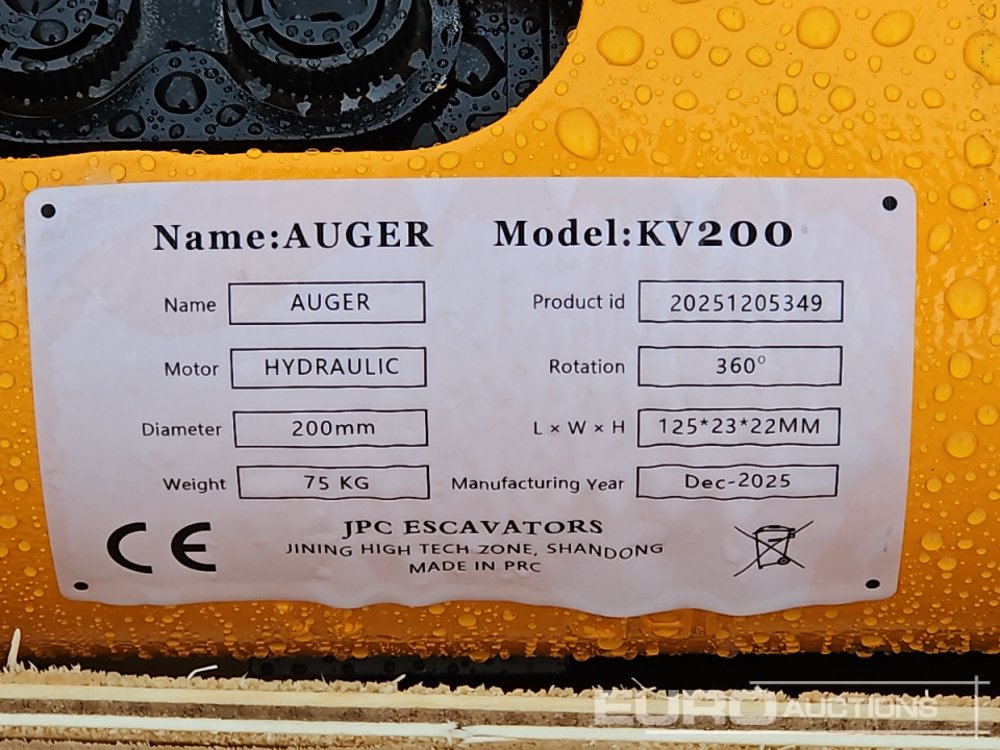 Name:AUGER Model:KV200
Name AUGER Product id 20251205349
Motor HYDRAULIC Rotation 360°
Diameter 200mm L × W × H 125*23*22MM
Weight 75 KG Manufacturing Year Dec-2025
CE JPC ESCAVATORS
JINING HIGH TECH ZONE, SHANDONG
MADE IN PRC
EURO AUCTIONS